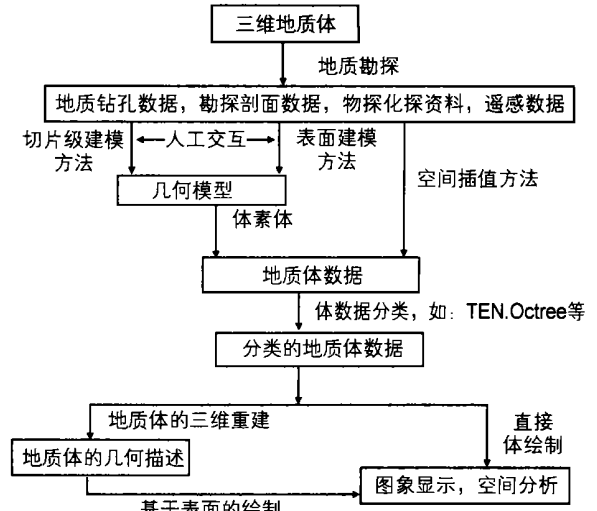 三维地质体
地质勘探
地质钻孔数据，勘探剖面数据，物探化探资料，遥感数据
切片级建模
方法
人工交互
表面建模
方法
空间插值方法
几何模型
体素体
地质体数据
体数据分类，如：TEN.Octree等
分类的地质体数据
地质体的三维重建
直接
体绘制
地质体的几何描述
图象显示，空间分析
基于表面的绘制